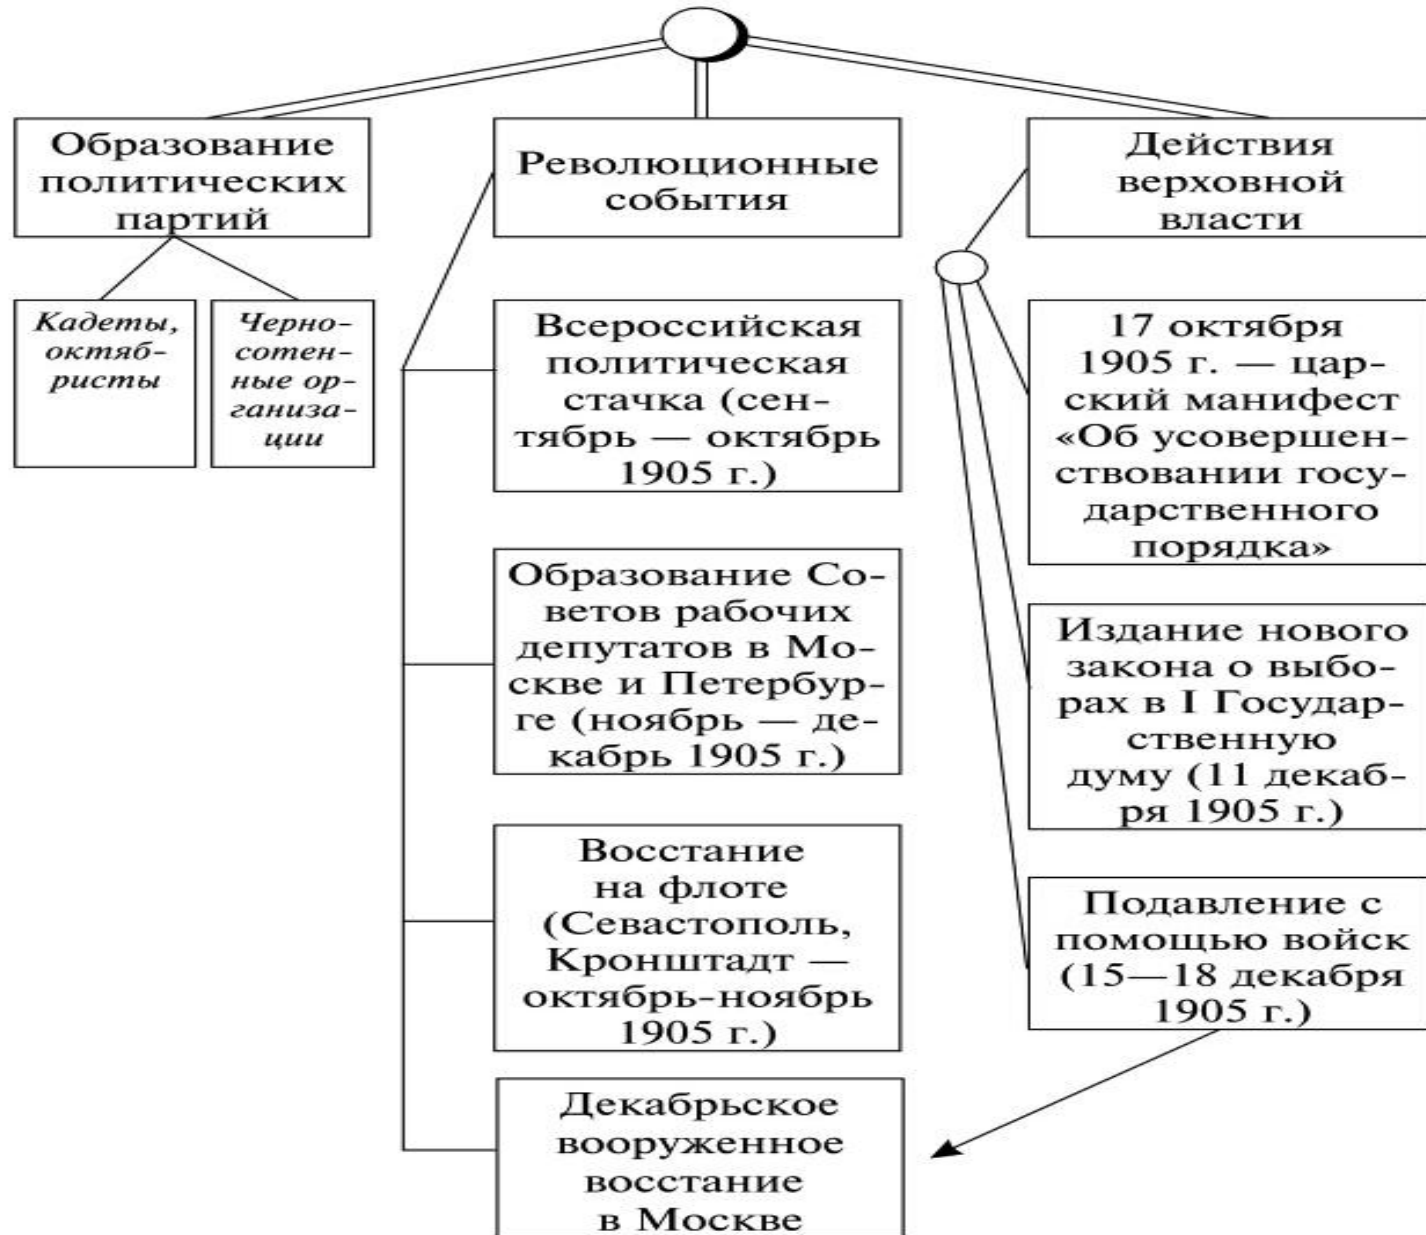 Образование
политических
партий
Кадеты,
октяб-
ристы
Черно-
сотен-
ные ор-
ганиза-
ции
Революционные
события
Всероссийская
политическая
стачка (сен-
тябрь — октябрь
1905 г.)
Образование Со-
ветов рабочих
депутатов в Мо-
скве и Петербур-
ге (ноябрь — де-
кабрь 1905 г.)
Восстание
на флоте
(Севастополь,
Кронштадт —
октябрь-ноябрь
1905 г.)
Декабрьское
вооруженное
восстание
в Москве
Действия
верховной
власти
17 октября
1905 г. — цар-
ский манифест
«Об усовершен-
ствовании госу-
дарственного
порядка»
Издание нового
закона о выбо-
рах в I Государ-
ственную
думу (11 декаб-
ря 1905 г.)
Подавление с
помощью войск
(15—18 декабря
1905 г.)